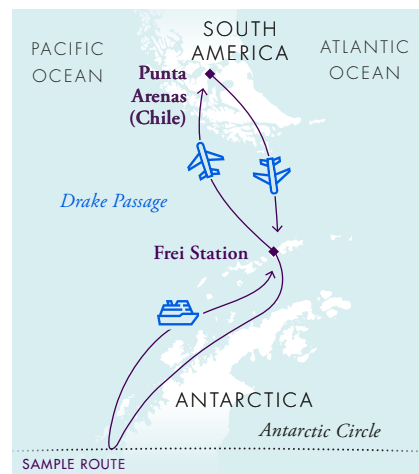 SOUTH
AMERICA
PACIFIC
OCEAN
ATLANTIC
OCEAN
Punta
Arenas
(Chile)
Drake Passage
Frei Station
ANTARCTICA
Antarctic Circle
SAMPLE ROUTE